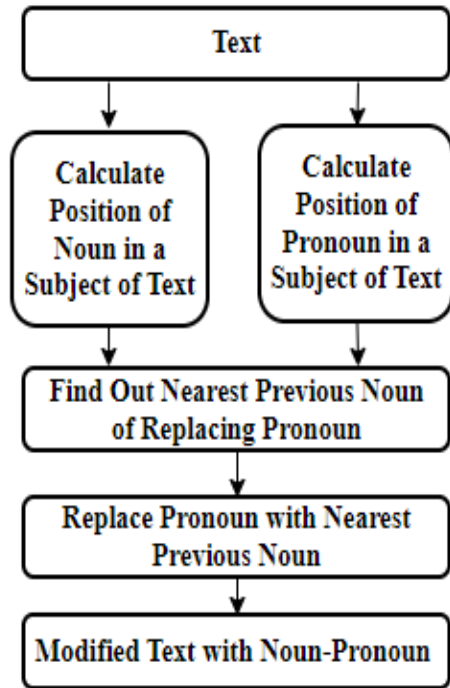 Text
Calculate
Position of
Noun in a
Subject of Text
Calculate
Position of
Pronoun in a
Subject of Text
Find Out Nearest Previous Noun
of Replacing Pronoun
Replace Pronoun with Nearest
Previous Noun
Modified Text with Noun-Pronoun